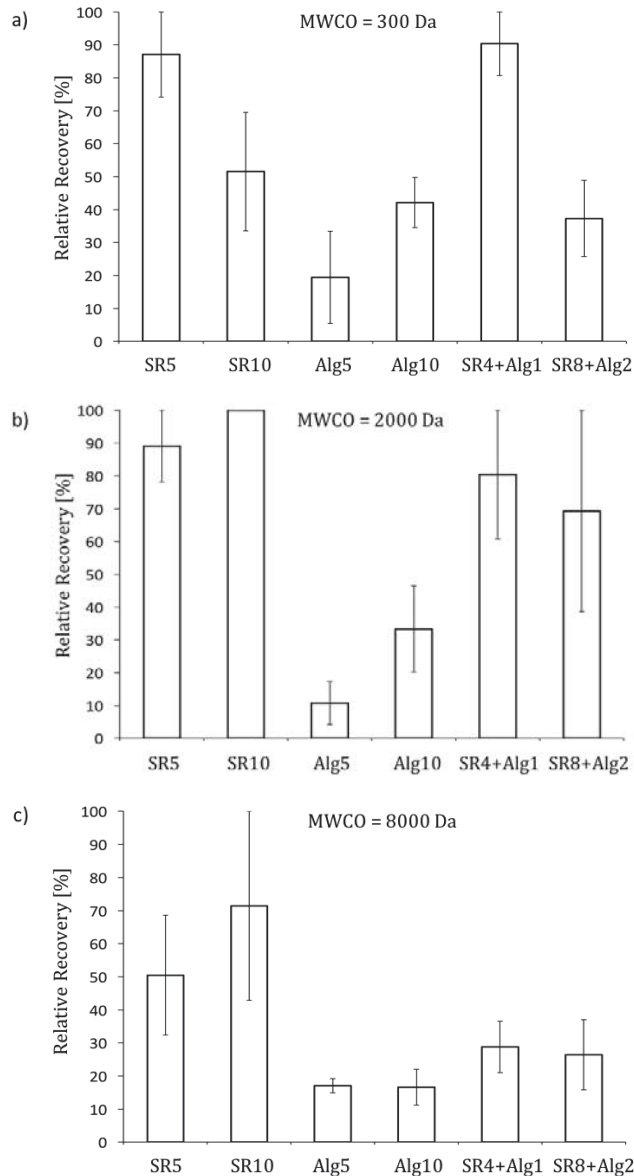 a)
MWCO = 300 Da
Relative Recovery [%]
100
90
80
70
60
50
40
30
20
10
0
SR5 SR10 Alg5 Alg10 SR4+Alg1 SR8+Alg2
b)
MWCO = 2000 Da
Relative Recovery [%]
100
90
80
70
60
50
40
30
20
10
0
SR5 SR10 Alg5 Alg10 SR4+Alg1 SR8+Alg2
c)
MWCO = 8000 Da
Relative Recovery [%]
100
90
80
70
60
50
40
30
20
10
0
SR5 SR10 Alg5 Alg10 SR4+Alg1 SR8+Alg2